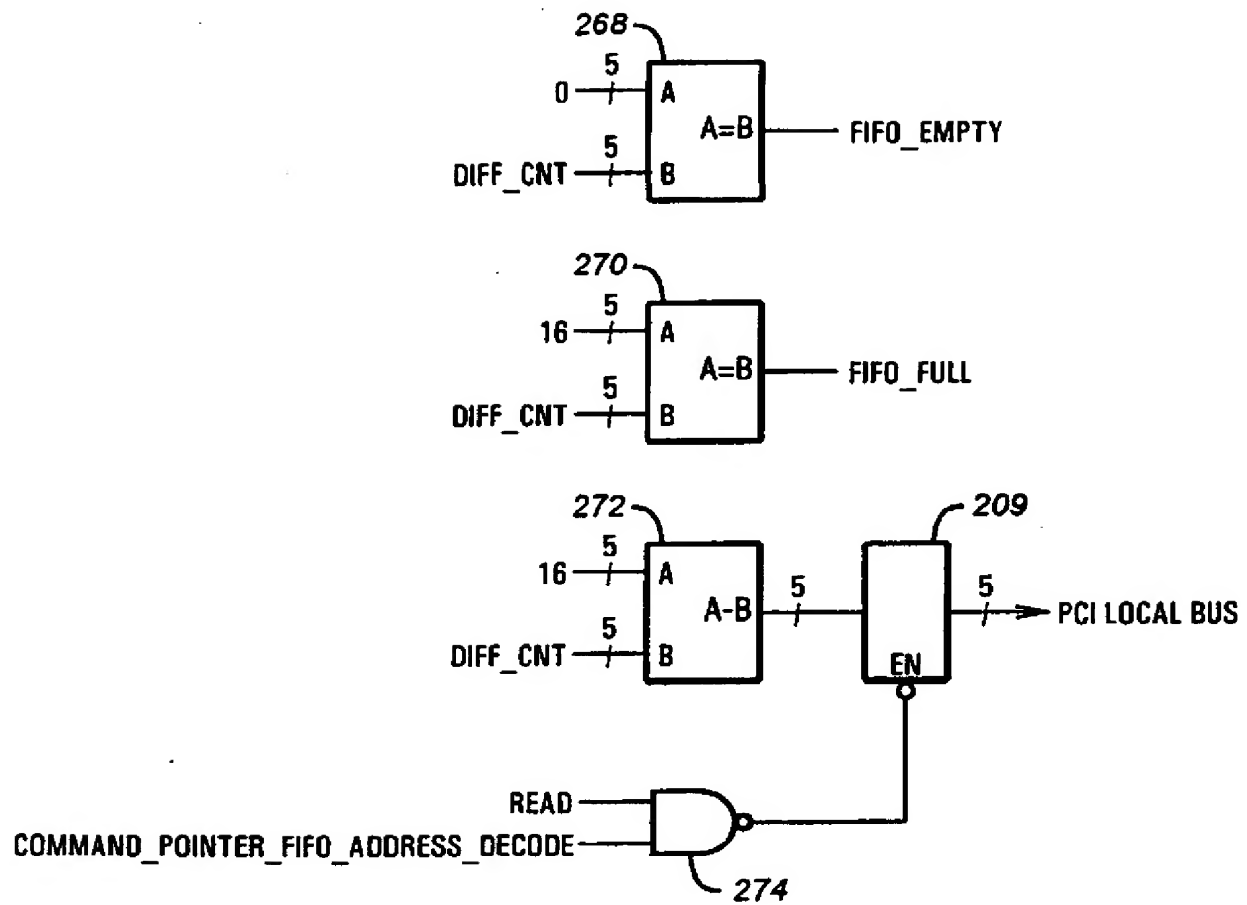 268
5
0
A
A=B
FIFO_EMPTY
5
DIFF_CNT
B
270
5
16
A
A=B
FIFO_FULL
5
DIFF_CNT
B
272
209
5
16
A
A-B
5
5
PCI LOCAL BUS
5
DIFF_CNT
B
EN
READ
COMMAND_POINTER_FIFO_ADDRESS_DECODE
274